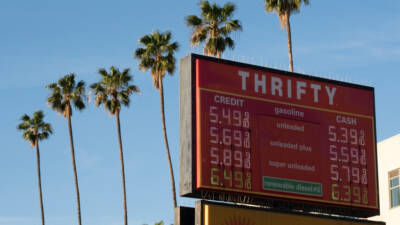 THRIFTY
CREDIT gasoline CASH
5.49 9/10 unleaded 5.39 9/10
5.69 9/10 unleaded plus 5.59 9/10
5.89 9/10 super unleaded 5.79 9/10
6.49 9/10 renewable diesel #2 6.39 9/10